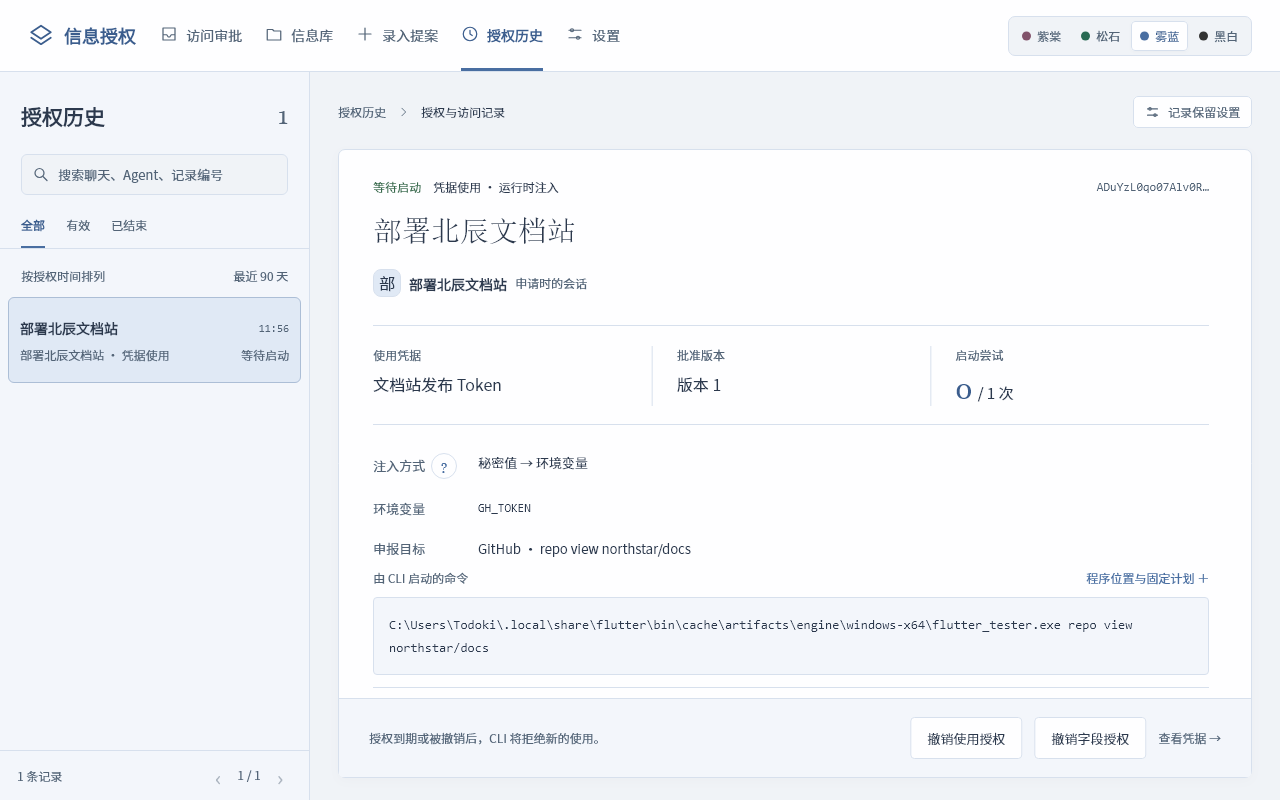 信息授权
访问审批
信息库
录入提案
授权历史
设置
紫棠
松石
雾蓝
黑白
授权历史
1
搜索聊天、Agent、记录编号
全部
有效
已结束
按授权时间排列
最近 90 天
部署北辰文档站
11:56
部署北辰文档站 · 凭据使用
等待启动
1 条记录
‹
1 / 1
›
授权历史
授权与访问记录
记录保留设置
等待启动 凭据使用 · 运行时注入
ADuYzL0qo07Alv0R…
部署北辰文档站
部 部署北辰文档站 申请时的会话
使用凭据
文档站发布 Token
批准版本
版本 1
启动尝试
0 / 1 次
注入方式 ? 秘密值 → 环境变量
环境变量 GH_TOKEN
申报目标 GitHub · repo view northstar/docs
由 CLI 启动的命令
程序位置与固定计划 +
C:\Users\Todoki\.local\share\flutter\bin\cache\artifacts\engine\windows-x64\flutter_tester.exe repo view
northstar/docs
授权到期或被撤销后，CLI 将拒绝新的使用。
撤销使用授权
撤销字段授权
查看凭据 →